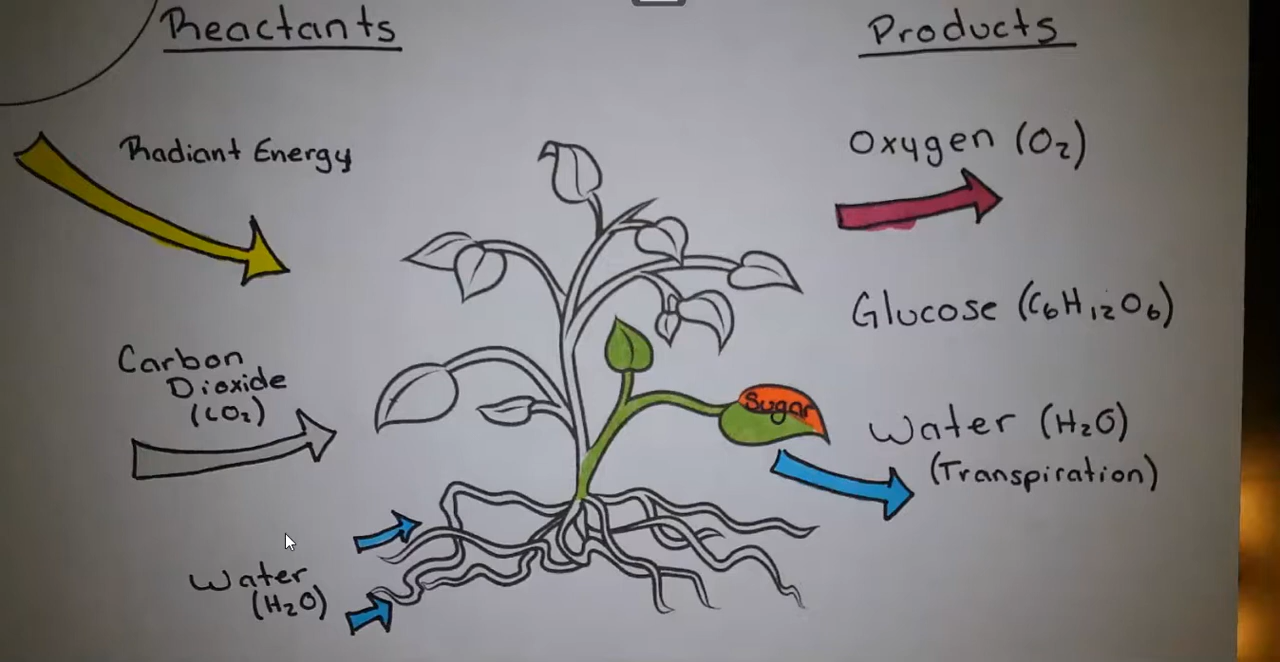 Reactants
Products
Radiant Energy
Oxygen (O₂)
Glucose (C₆H₁₂O₆)
Carbon
Dioxide
(CO₂)
Sugar
Water (H₂O)
(Transpiration)
Water
(H₂O)